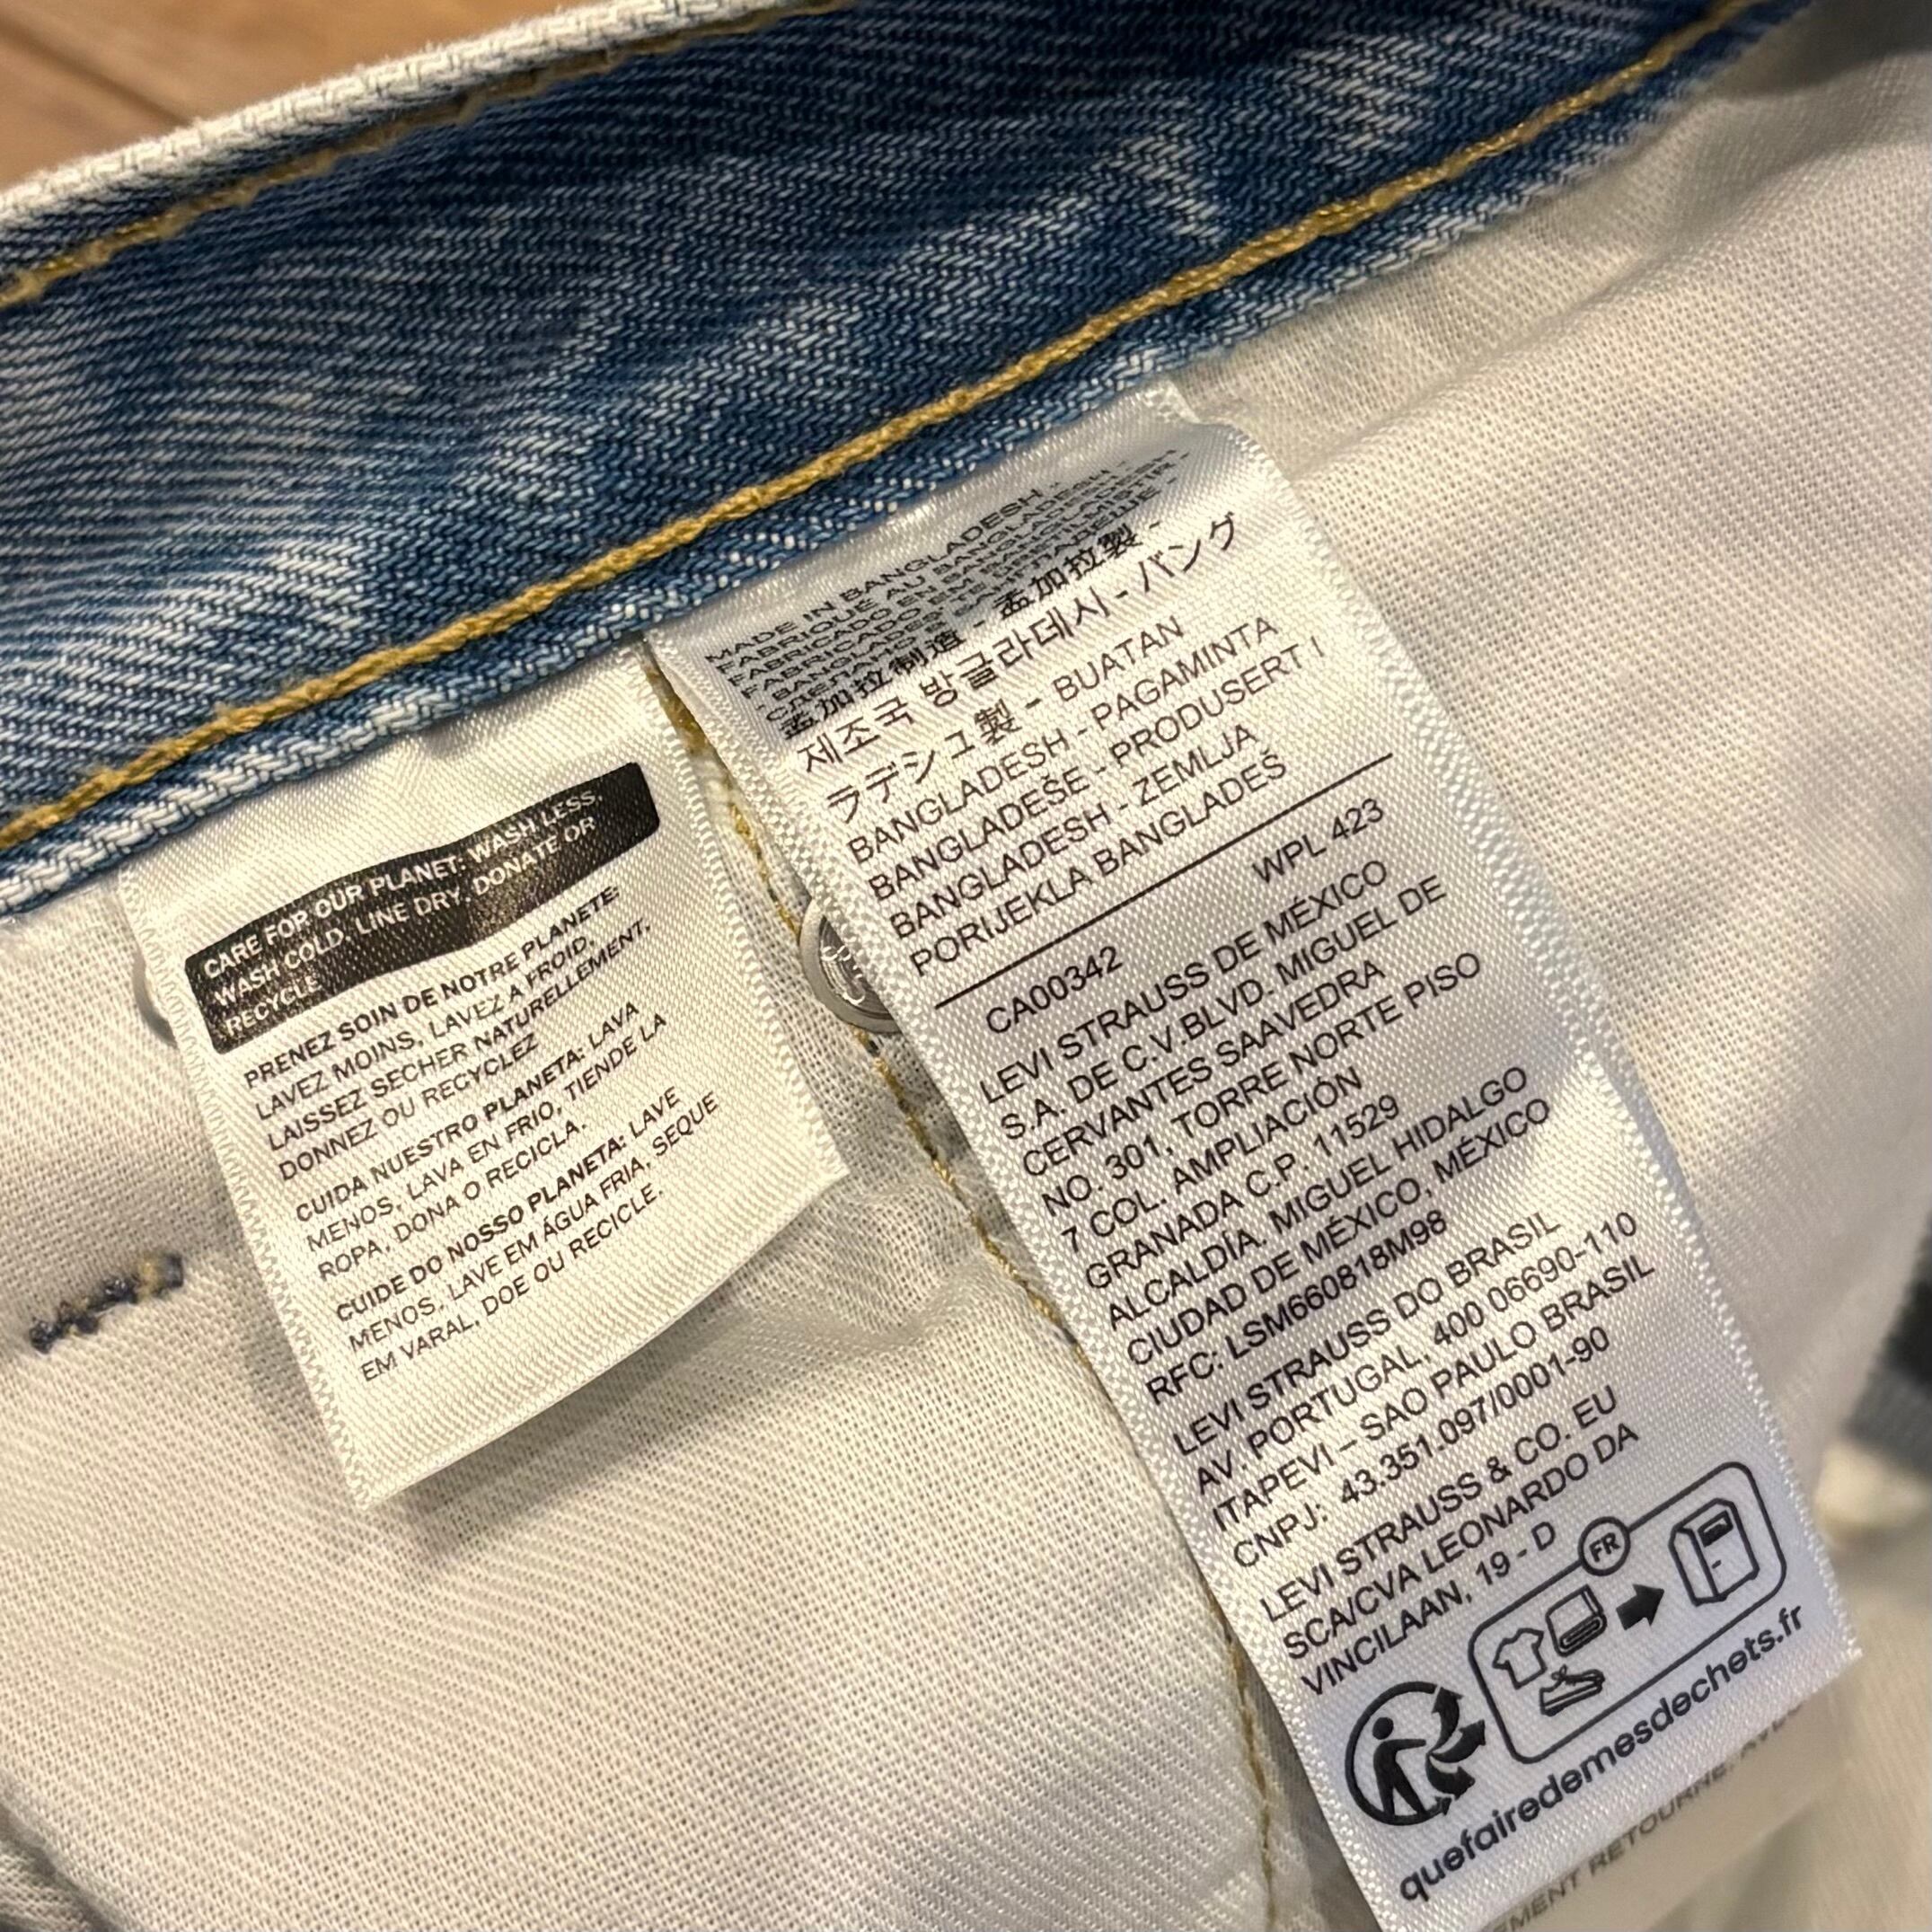 CARE FOR OUR PLANET: WASH LESS,
WASH COLD, LINE DRY, DONATE OR
RECYCLE
PRENEZ SOIN DE NOTRE PLANETE:
LAVEZ MOINS, LAVEZ A FROID,
LAISSEZ SECHER NATURELLEMENT,
DONNEZ OU RECYCLEZ
CUIDA NUESTRO PLANETA: LAVA
MENOS, LAVA EN FRIO, TIENDE LA
ROPA, DONA O RECICLA.
CUIDE DO NOSSO PLANETA: LAVE
MENOS, LAVE EM ÁGUA FRIA, SEQUE
EM VARAL, DOE OU RECICLE.
MADE IN BANGLADESH -
FABRIQUÉ AU BANGLADESH -
FABRICADO EN
孟加拉制造 - 孟加拉製 -
제조국 방글라데시 - バング
ラデシュ製 - BUATAN
BANGLADESH - PAGAMINTA
BANGLADEŠE - PRODUSERT I
BANGLADESH - ZEMLJA
PORIJEKLA BANGLADEŠ
CA00342 WPL 423
LEVI STRAUSS DE MÉXICO
S.A. DE C.V.BLVD. MIGUEL DE
CERVANTES SAAVEDRA
NO. 301, TORRE NORTE PISO
7 COL. AMPLIACIÓN
GRANADA C.P. 11529
ALCALDÍA, MIGUEL HIDALGO
CIUDAD DE MÉXICO, MÉXICO
RFC: LSM660818M98
LEVI STRAUSS DO BRASIL
AV. PORTUGAL, 400 06690-110
ITAPEVI – SAO PAULO BRASIL
CNPJ: 43.351.097/0001-90
LEVI STRAUSS & CO. EU
SCA/CVA LEONARDO DA
VINCILAAN, 19 - D
FR
quefairedemesdechets.fr
RETOURNE